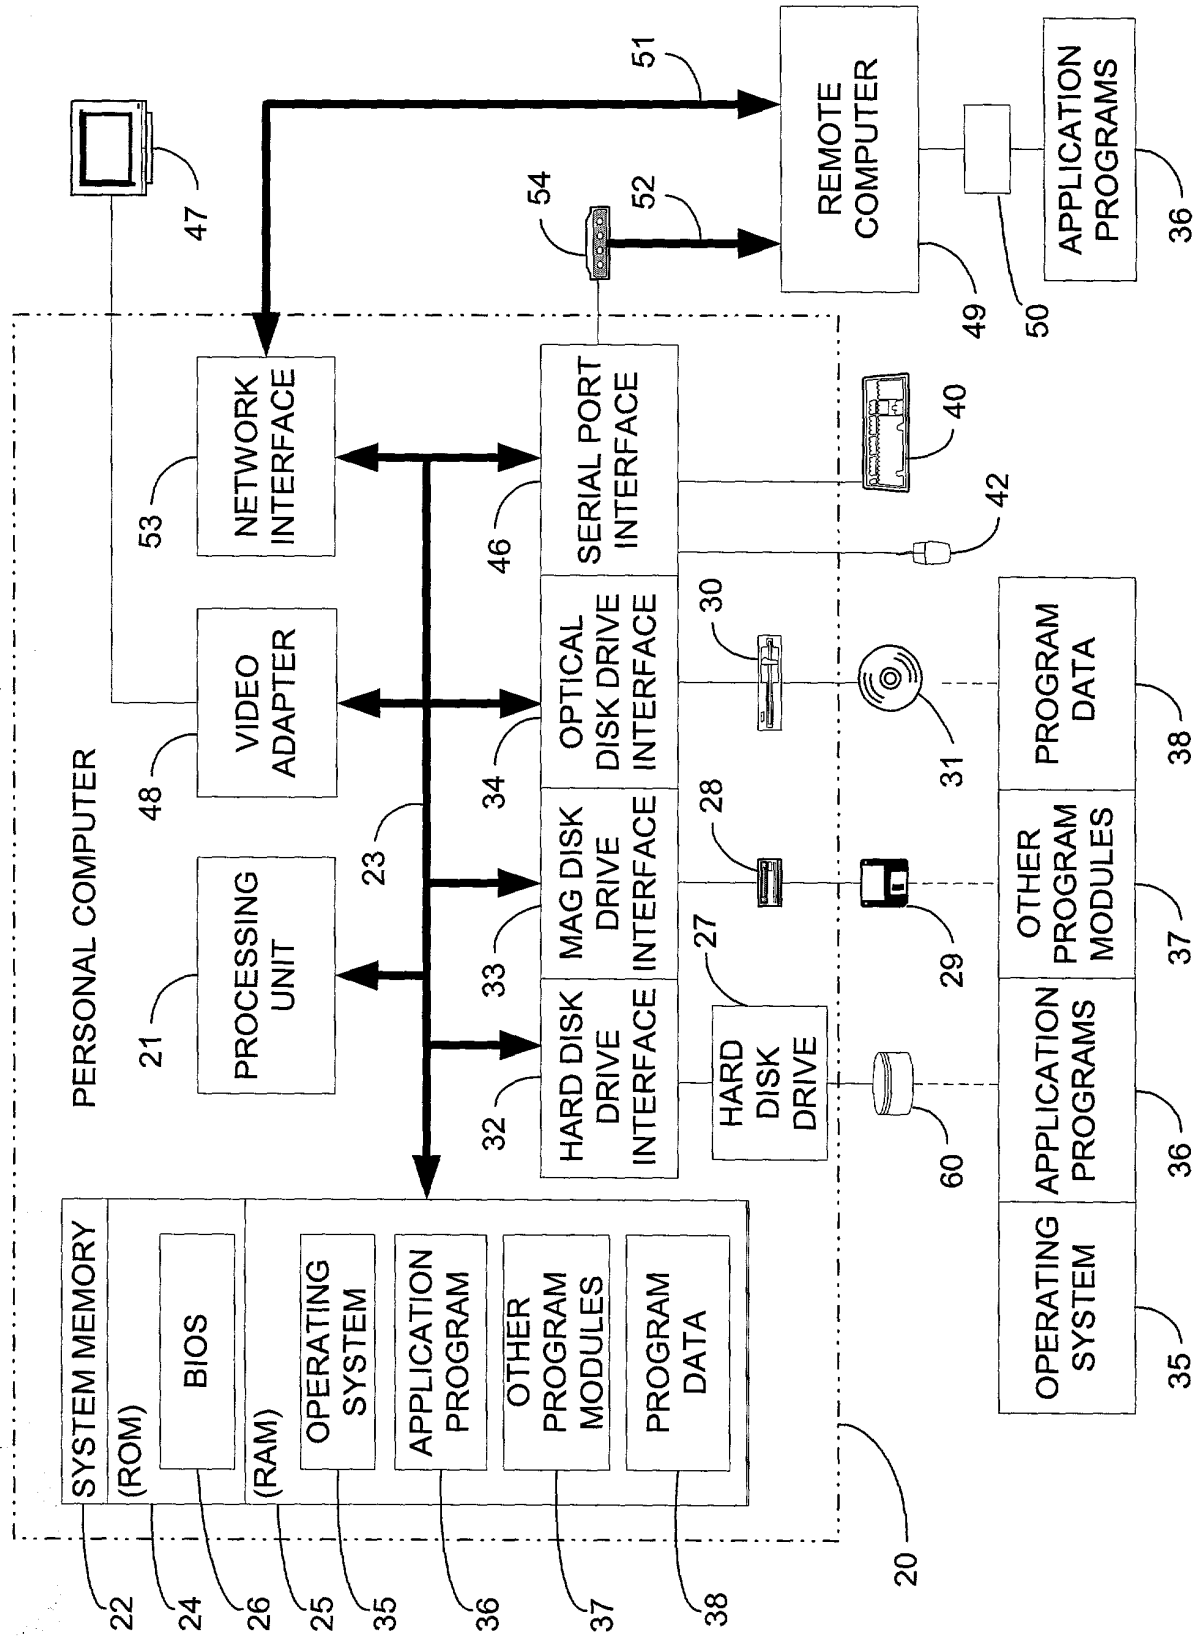 PERSONAL COMPUTER
SYSTEM MEMORY
22
(ROM)
24
BIOS
26
(RAM)
25
OPERATING
SYSTEM
35
APPLICATION
PROGRAM
36
OTHER
PROGRAM
MODULES
37
PROGRAM
DATA
38
20
21
PROCESSING
UNIT
48
VIDEO
ADAPTER
53
NETWORK
INTERFACE
47
23
32
HARD DISK
DRIVE
INTERFACE
33
MAG DISK
DRIVE
INTERFACE
34
OPTICAL
DISK DRIVE
INTERFACE
46
SERIAL PORT
INTERFACE
54
52
51
HARD
DISK
DRIVE
27
28
30
60
29
31
42
40
REMOTE
COMPUTER
49
50
APPLICATION
PROGRAMS
36
OPERATING
SYSTEM
35
APPLICATION
PROGRAMS
36
OTHER
PROGRAM
MODULES
37
PROGRAM
DATA
38